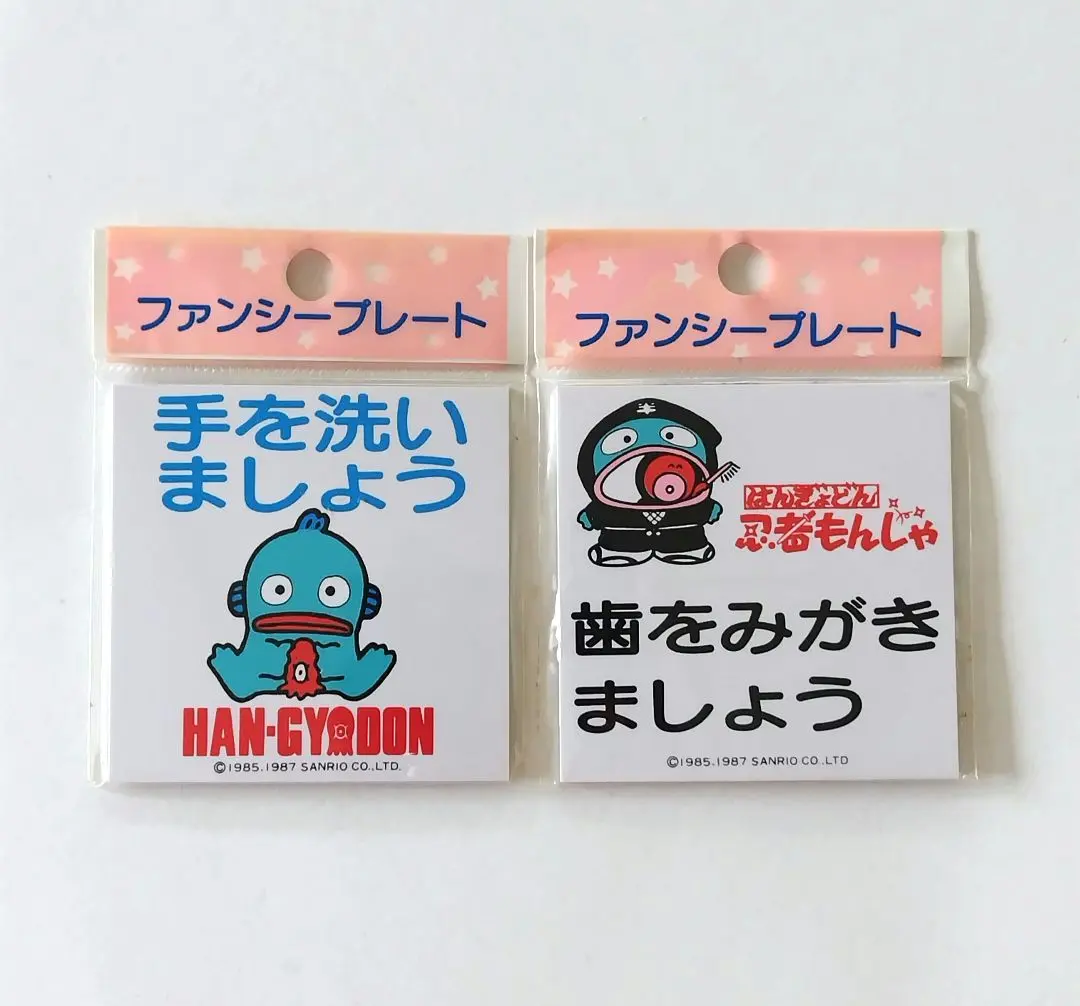 ファンシープレート
手を洗い
ましょう
HAN-GYODON
©1985.1987 SANRIO CO.,LTD.
ファンシープレート
はんぎょどん
忍者もんじゃ
歯をみがき
ましょう
©1985.1987 SANRIO CO.,LTD